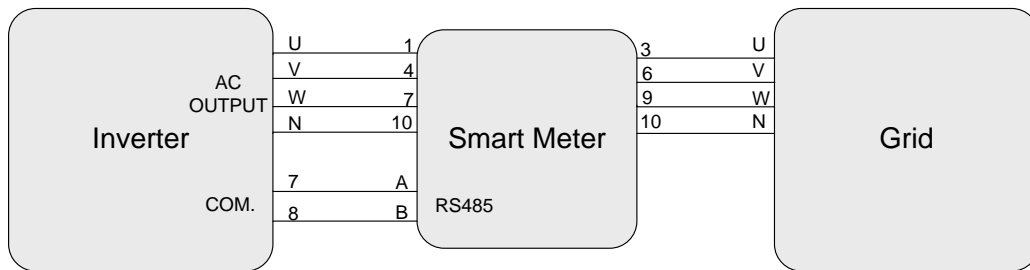 U 1 3 U
V 4 6 V
AC
OUTPUT
W 7 9 W
N 10 10 N
Inverter Smart Meter Grid
7 A
COM. RS485
8 B